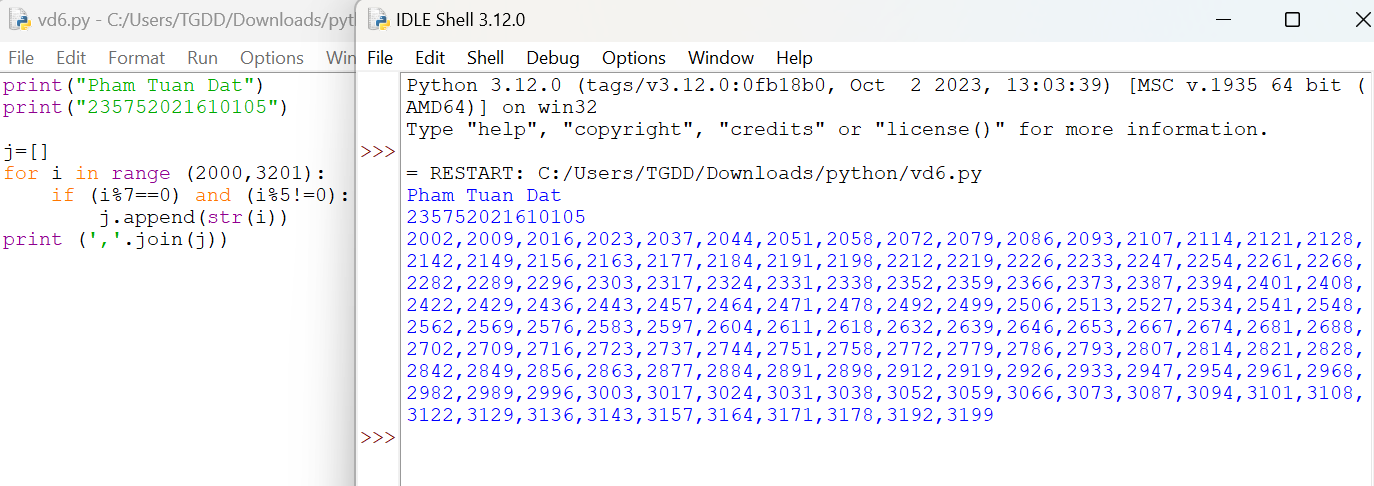 vd6.py - C:/Users/TGDD/Downloads/pyt
File Edit Format Run Options Win
print("Pham Tuan Dat")
print("235752021610105")
j=[]
for i in range (2000,3201):
    if (i%7==0) and (i%5!=0):
        j.append(str(i))
print (','.join(j))
IDLE Shell 3.12.0
File Edit Shell Debug Options Window Help
Python 3.12.0 (tags/v3.12.0:0fb18b0, Oct  2 2023, 13:03:39) [MSC v.1935 64 bit (
AMD64)] on win32
Type "help", "copyright", "credits" or "license()" for more information.
>>>
= RESTART: C:/Users/TGDD/Downloads/python/vd6.py
Pham Tuan Dat
235752021610105
2002,2009,2016,2023,2037,2044,2051,2058,2072,2079,2086,2093,2107,2114,2121,2128,
2142,2149,2156,2163,2177,2184,2191,2198,2212,2219,2226,2233,2247,2254,2261,2268,
2282,2289,2296,2303,2317,2324,2331,2338,2352,2359,2366,2373,2387,2394,2401,2408,
2422,2429,2436,2443,2457,2464,2471,2478,2492,2499,2506,2513,2527,2534,2541,2548,
2562,2569,2576,2583,2597,2604,2611,2618,2632,2639,2646,2653,2667,2674,2681,2688,
2702,2709,2716,2723,2737,2744,2751,2758,2772,2779,2786,2793,2807,2814,2821,2828,
2842,2849,2856,2863,2877,2884,2891,2898,2912,2919,2926,2933,2947,2954,2961,2968,
2982,2989,2996,3003,3017,3024,3031,3038,3052,3059,3066,3073,3087,3094,3101,3108,
3122,3129,3136,3143,3157,3164,3171,3178,3192,3199
>>>